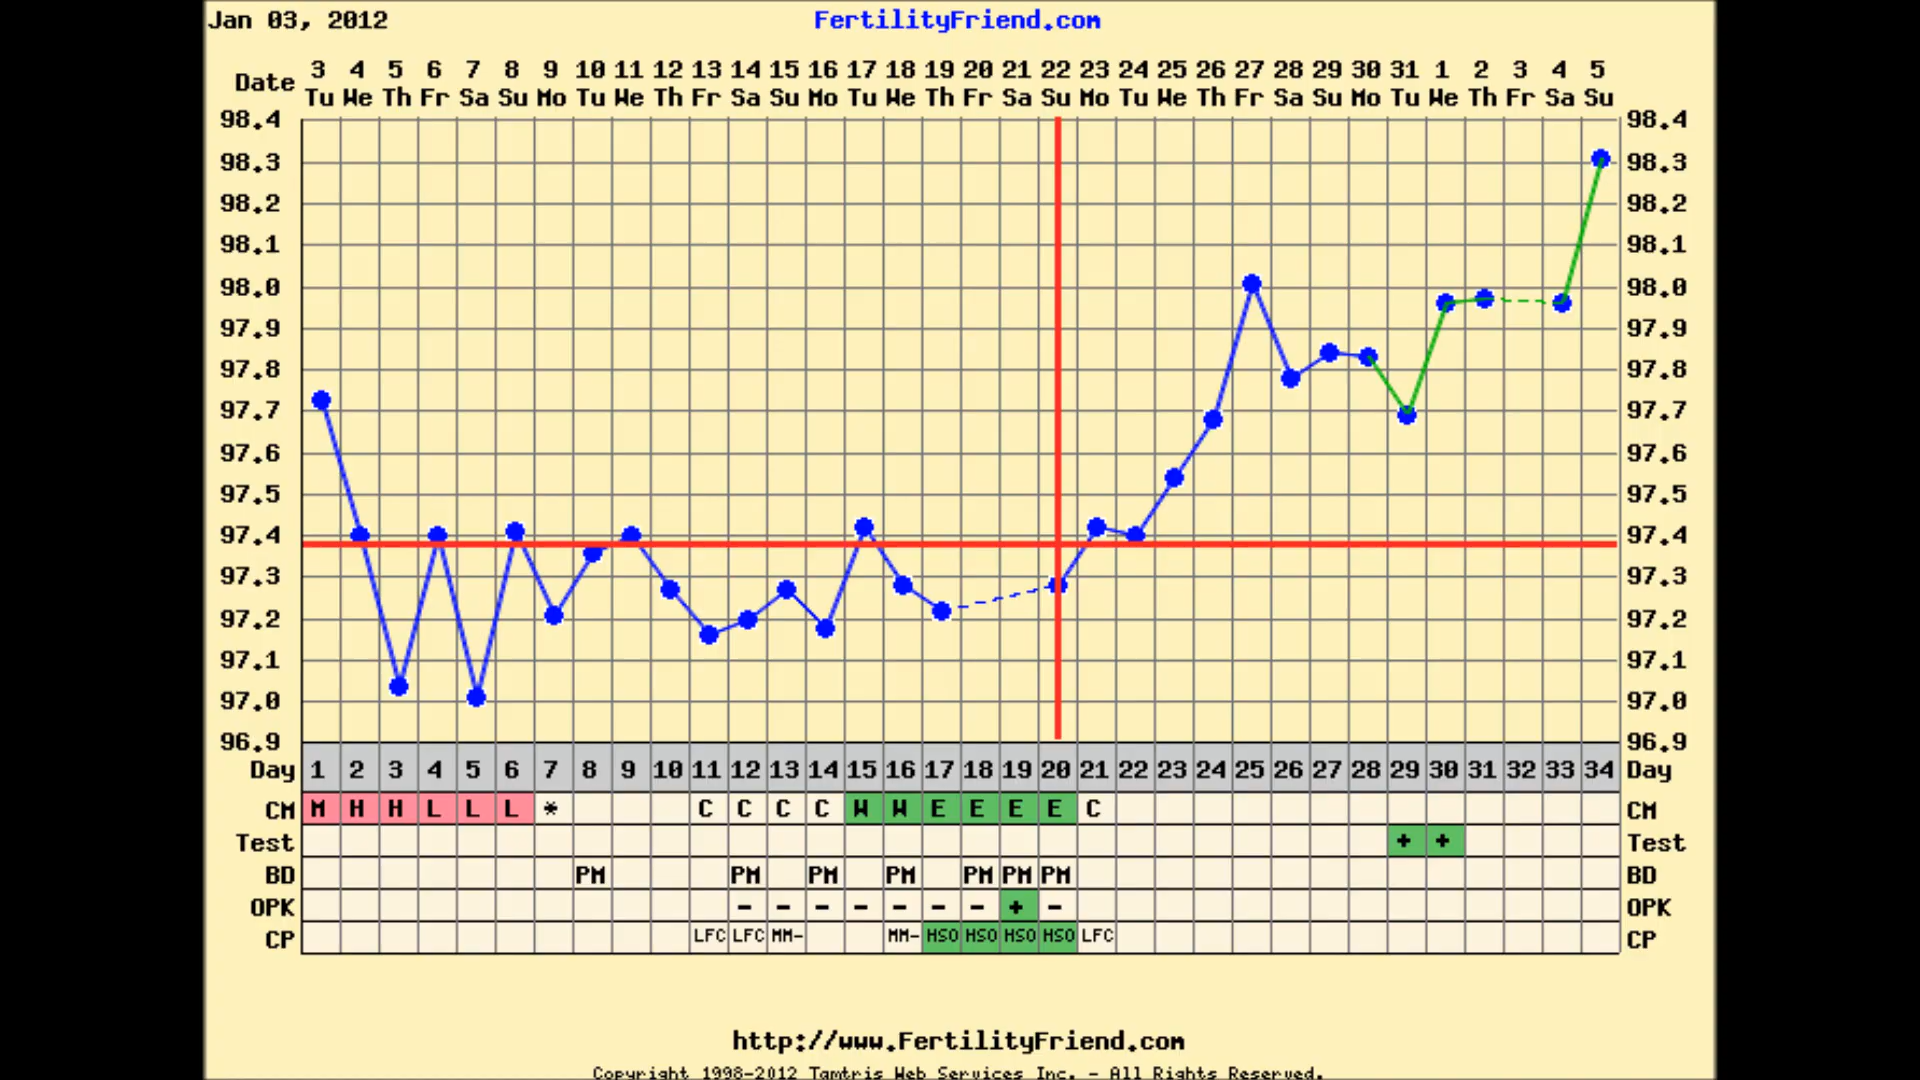 Jan 03, 2012 FertilityFriend.com
Date 3 4 5 6 7 8 9 10 11 12 13 14 15 16 17 18 19 20 21 22 23 24 25 26 27 28 29 30 31 1 2 3 4 5
Tu We Th Fr Sa Su Mo Tu We Th Fr Sa Su Mo Tu We Th Fr Sa Su Mo Tu We Th Fr Sa Su Mo Tu We Th Fr Sa Su
98.4 98.4
98.3 98.3
98.2 98.2
98.1 98.1
98.0 98.0
97.9 97.9
97.8 97.8
97.7 97.7
97.6 97.6
97.5 97.5
97.4 97.4
97.3 97.3
97.2 97.2
97.1 97.1
97.0 97.0
96.9 96.9
Day 1 2 3 4 5 6 7 8 9 10 11 12 13 14 15 16 17 18 19 20 21 22 23 24 25 26 27 28 29 30 31 32 33 34 Day
CM M H H L L L * C C C C W W E E E E C CM
Test + + Test
BD PM PM PM PM PM PM PM BD
OPK - - - - - - - + - OPK
CP LFC LFC MM- MM- HSO HSO HSO HSO LFC CP
http://www.FertilityFriend.com
Copyright 1998-2012 Tamtris Web Services Inc. - All Rights Reserved.